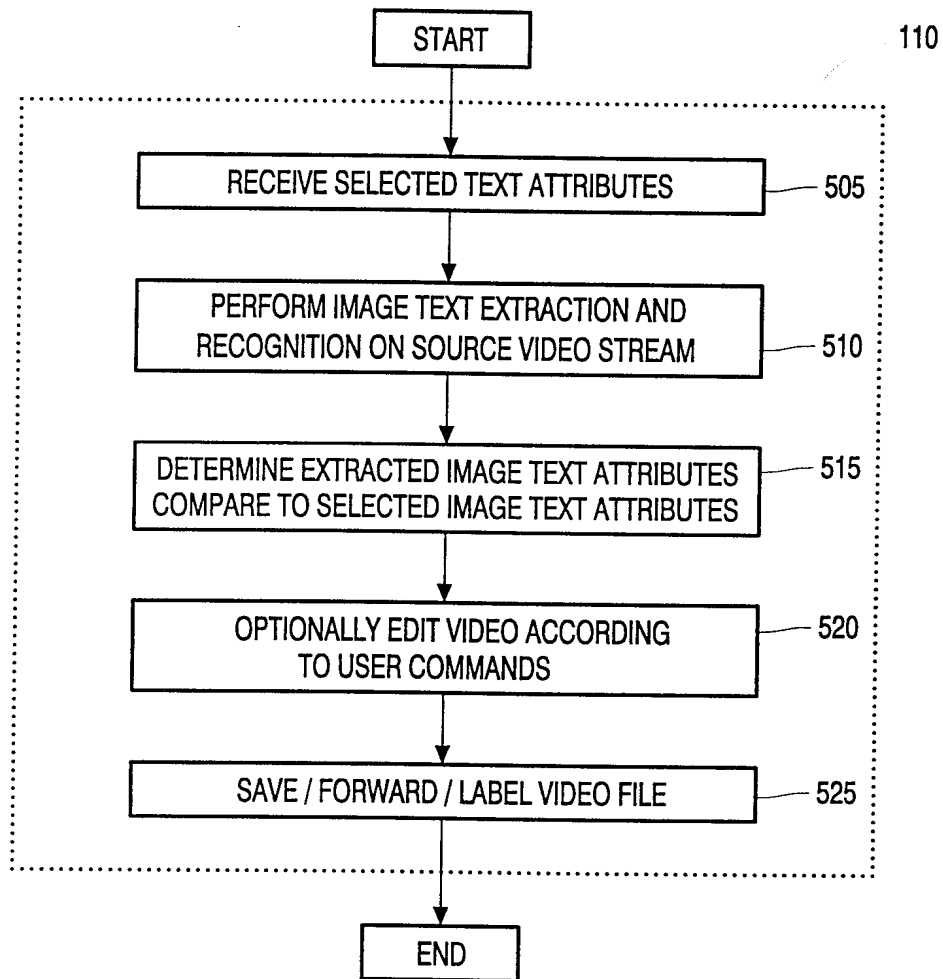 START
110
RECEIVE SELECTED TEXT ATTRIBUTES
505
PERFORM IMAGE TEXT EXTRACTION AND
RECOGNITION ON SOURCE VIDEO STREAM
510
DETERMINE EXTRACTED IMAGE TEXT ATTRIBUTES
COMPARE TO SELECTED IMAGE TEXT ATTRIBUTES
515
OPTIONALLY EDIT VIDEO ACCORDING
TO USER COMMANDS
520
SAVE / FORWARD / LABEL VIDEO FILE
525
END